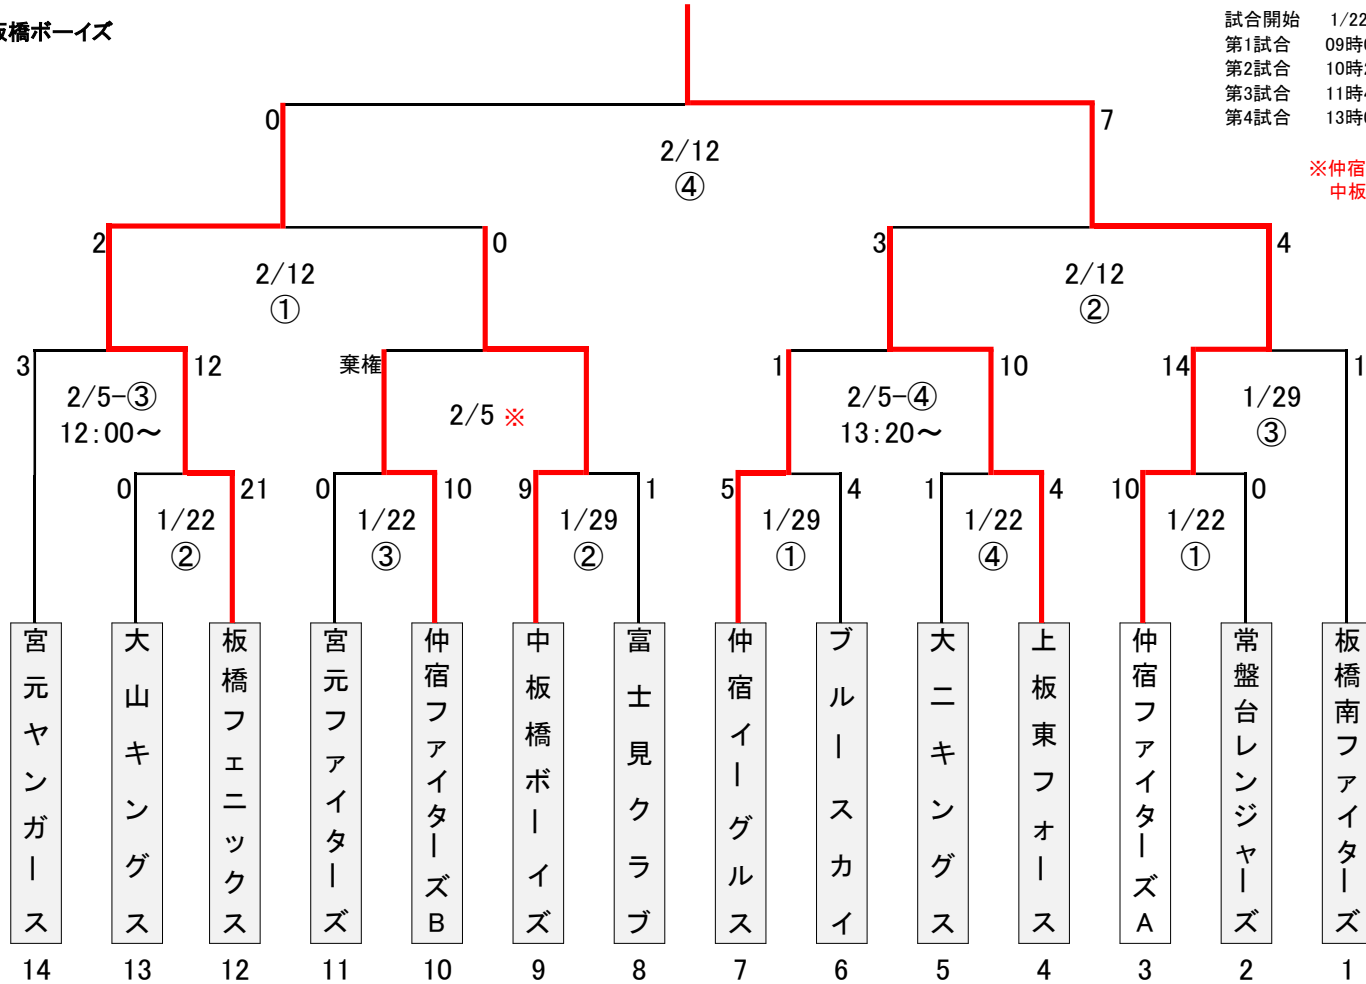 板橋ボーイズ
試合開始 1/22
第1試合 09時
第2試合 10時
第3試合 11時
第4試合 13時
※仲宿
中板
0
7
2/12
④
2
0
3
4
2/12
①
2/12
②
3
12
棄権
1
10
14
1
2/5-③
12:00～
2/5 ※
2/5-④
13:20～
1/29
③
0
21
0
10
9
1
5
4
1
4
10
0
1/22
②
1/22
③
1/29
②
1/29
①
1/22
④
1/22
①
宮元ヤンガース
大山キングス
板橋フェニックス
宮元ファイターズ
仲宿ファイターズB
中板橋ボーイズ
富士見クラブ
仲宿イーグルス
ブルースカイ
大二キングス
上板東フォース
仲宿ファイターズA
常盤台レンジャーズ
板橋南ファイターズ
14
13
12
11
10
9
8
7
6
5
4
3
2
1